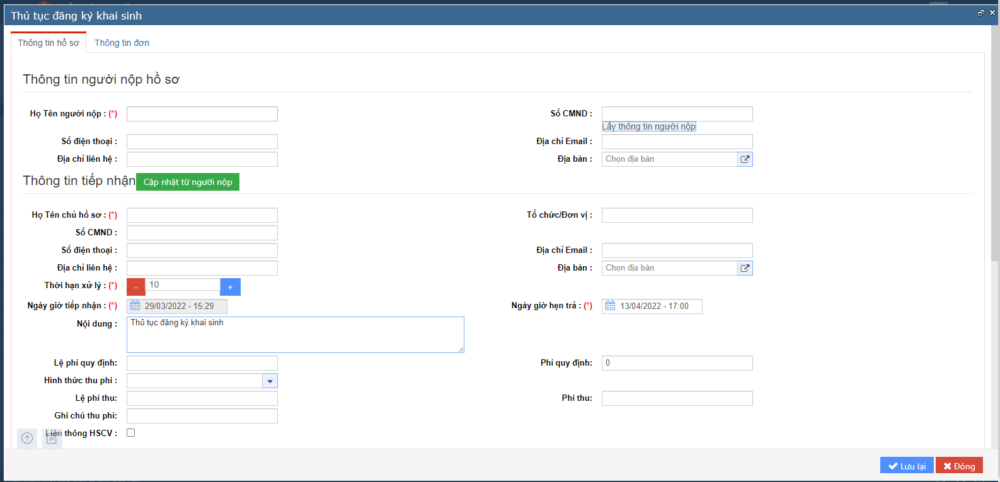 Thủ tục đăng ký khai sinh
Thông tin hồ sơ Thông tin đơn
Thông tin người nộp hồ sơ
Họ Tên người nộp : (*) Số CMND :
Lấy thông tin người nộp
Số điện thoại : Địa chỉ Email :
Địa chỉ liên hệ : Địa bàn : Chọn địa bàn
Thông tin tiếp nhận Cập nhật từ người nộp
Họ Tên chủ hồ sơ : (*) Tổ chức/Đơn vị :
Số CMND :
Số điện thoại : Địa chỉ Email :
Địa chỉ liên hệ : Địa bàn : Chọn địa bàn
Thời hạn xử lý : (*) - 10 +
Ngày giờ tiếp nhận : (*) 29/03/2022 - 15:29 Ngày giờ hẹn trả : (*) 13/04/2022 - 17:00
Nội dung : Thủ tục đăng ký khai sinh
Lệ phí quy định: Phí quy định: 0
Hình thức thu phí :
Lệ phí thu: Phí thu:
Ghi chú thu phí:
Liên thông HSCV :
Lưu lại Đóng